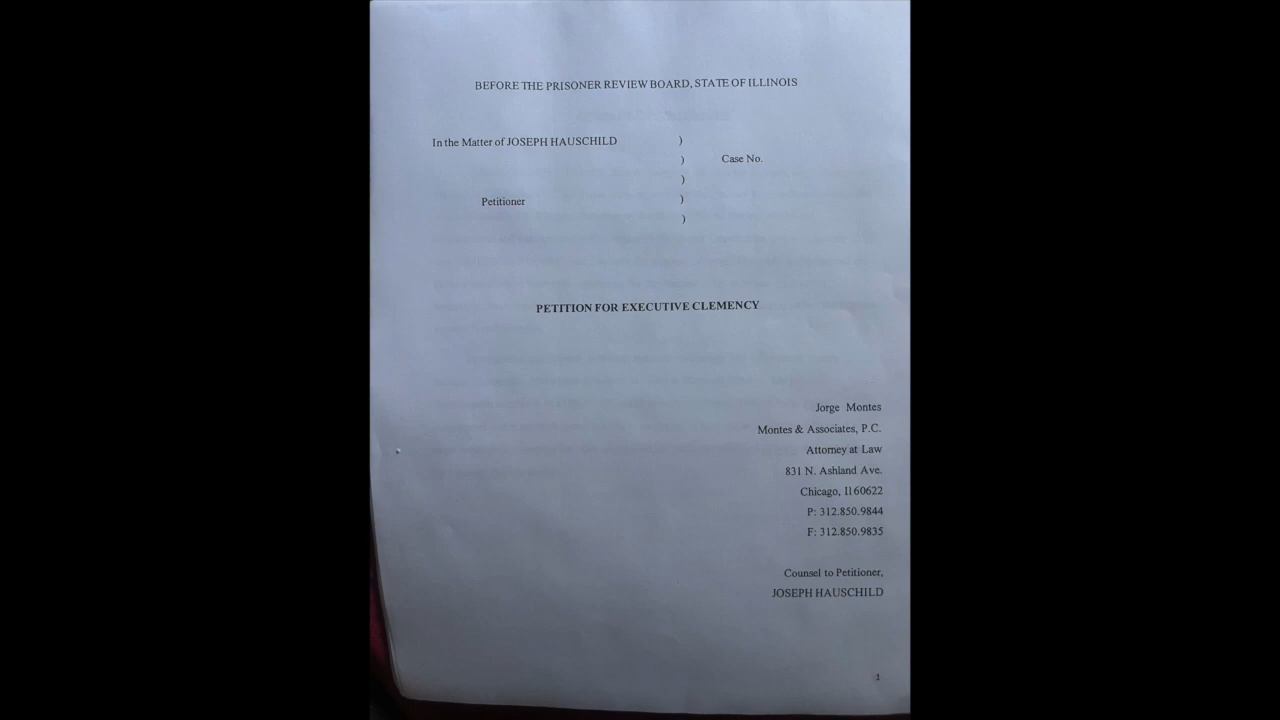 BEFORE THE PRISONER REVIEW BOARD, STATE OF ILLINOIS
In the Matter of JOSEPH HAUSCHILD )
) Case No.
)
Petitioner )
)
PETITION FOR EXECUTIVE CLEMENCY
Jorge Montes
Montes & Associates, P.C.
Attorney at Law
831 N. Ashland Ave.
Chicago, Il 60622
P: 312.850.9844
F: 312.850.9835
Counsel to Petitioner,
JOSEPH HAUSCHILD
1